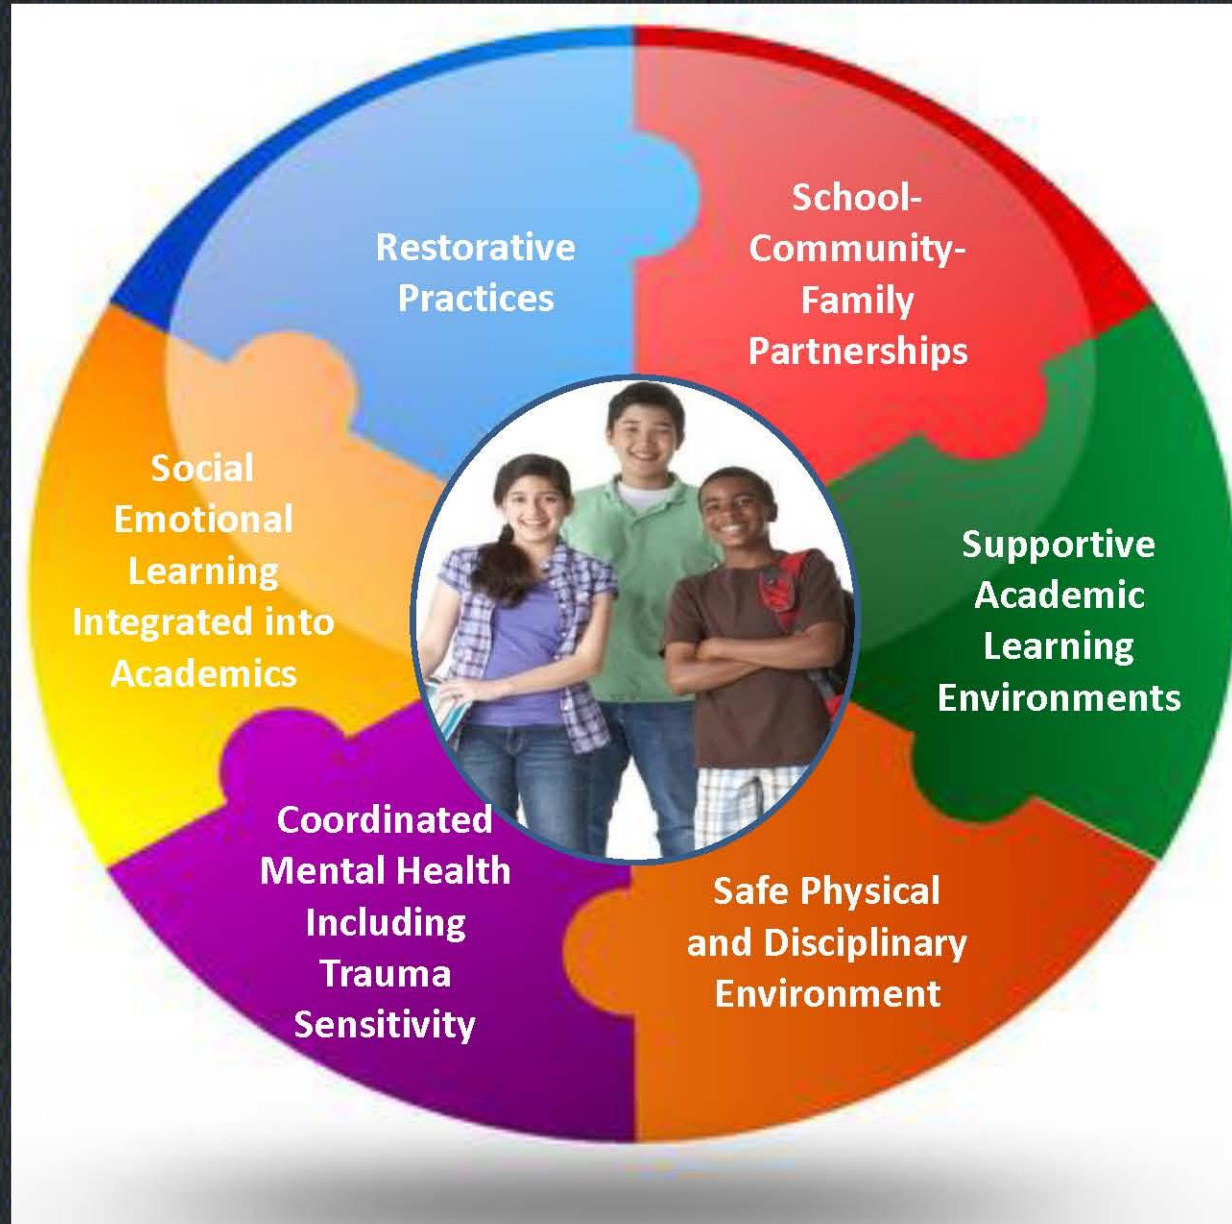 Restorative
Practices
School-
Community-
Family
Partnerships
Supportive
Academic
Learning
Environments
Safe Physical
and Disciplinary
Environment
Coordinated
Mental Health
Including
Trauma
Sensitivity
Social
Emotional
Learning
Integrated into
Academics